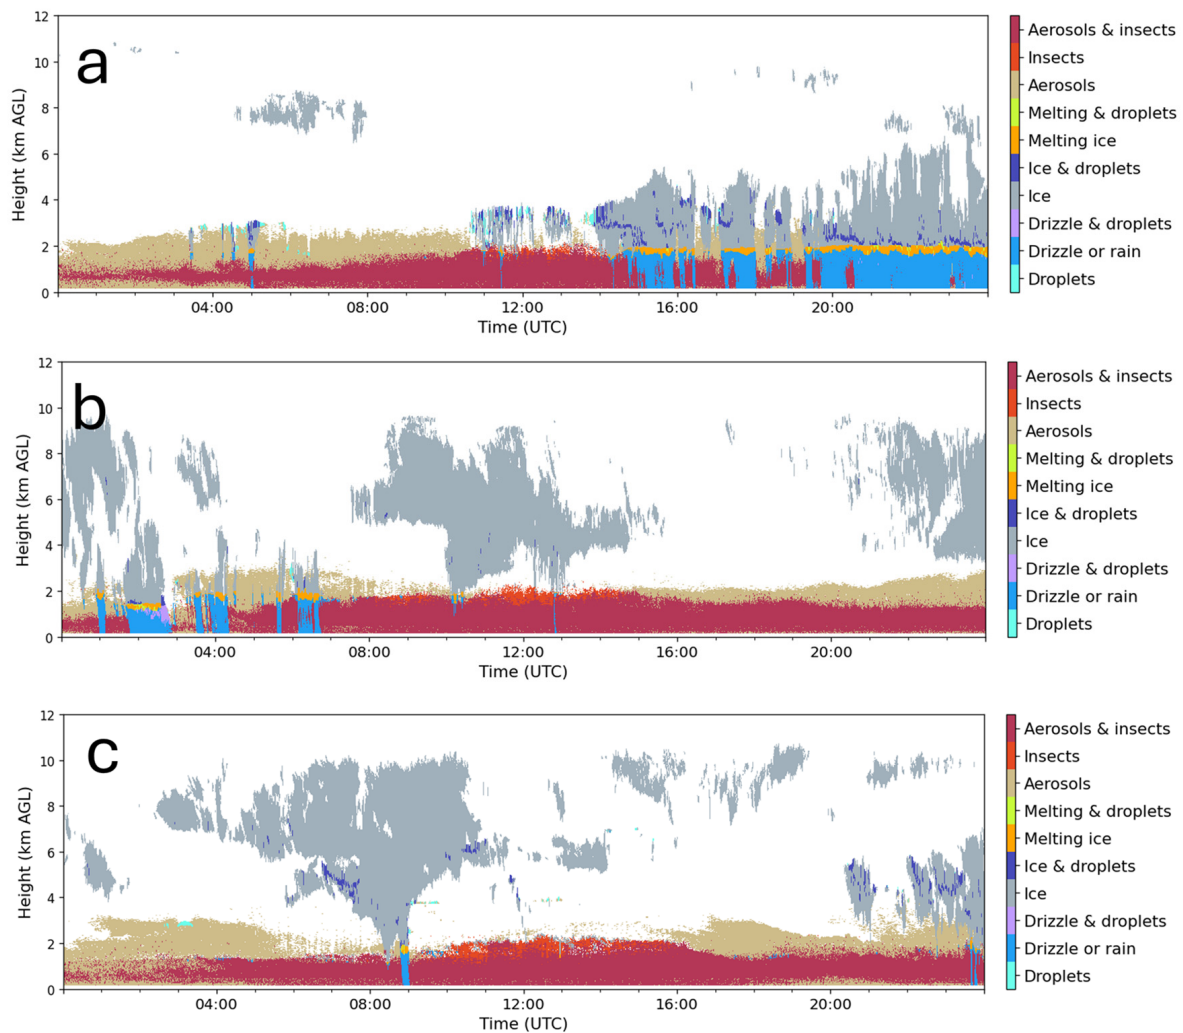 a
12
10
8
6
4
2
0
Height (km AGL)
04:00 08:00 12:00 16:00 20:00
Time (UTC)
Aerosols & insects
Insects
Aerosols
Melting & droplets
Melting ice
Ice & droplets
Ice
Drizzle & droplets
Drizzle or rain
Droplets
b
12
10
8
6
4
2
0
Height (km AGL)
04:00 08:00 12:00 16:00 20:00
Time (UTC)
Aerosols & insects
Insects
Aerosols
Melting & droplets
Melting ice
Ice & droplets
Ice
Drizzle & droplets
Drizzle or rain
Droplets
c
12
10
8
6
4
2
0
Height (km AGL)
04:00 08:00 12:00 16:00 20:00
Time (UTC)
Aerosols & insects
Insects
Aerosols
Melting & droplets
Melting ice
Ice & droplets
Ice
Drizzle & droplets
Drizzle or rain
Droplets